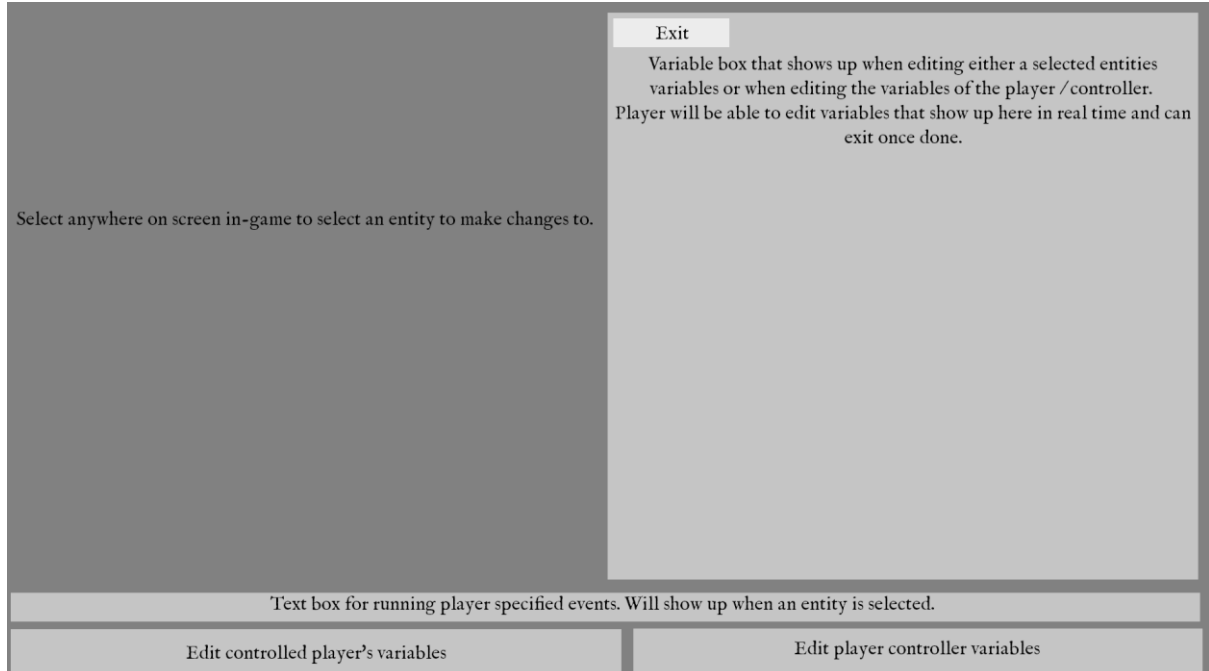 Exit
Variable box that shows up when editing either a selected entities
variables or when editing the variables of the player / controller.
Player will be able to edit variables that show up here in real time and can
exit once done.
Select anywhere on screen in-game to select an entity to make changes to.
Text box for running player specified events. Will show up when an entity is selected.
Edit controlled player's variables
Edit player controller variables